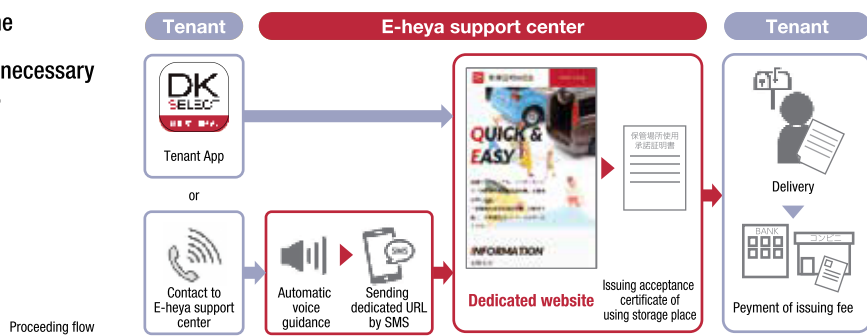 ne
necessary
Tenant
E-heya support center
Tenant
DK
SELECT
Tenant App
or
Contact to
E-heya support
center
Automatic
voice
guidance
SMS
Sending
dedicated URL
by SMS
QUICK &
EASY
INFORMATION
Dedicated website
保管場所使用
承諾証明書
Issuing acceptance
certificate of
using storage place
Delivery
BANK
コンビニ
Payment of issuing fee
Proceeding flow